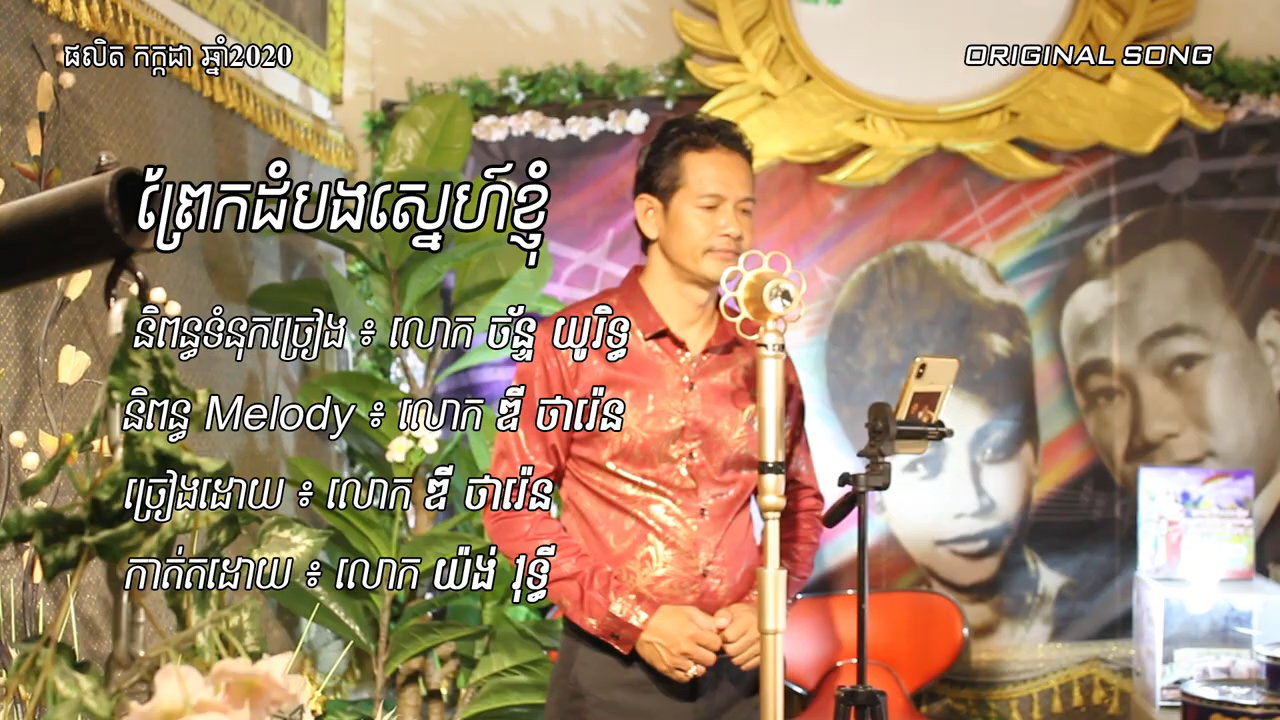 ផលិត កក្កដា ឆ្នាំ2020
ORIGINAL SONG
ព្រែកដំបងស្នេហ៍ខ្ញុំ
និពន្ធទំនុកច្រៀង ៖ លោក ច័ន្ទ យូរិទ្ធ
និពន្ធ Melody ៖ លោក ឌី ថារ៉េន
ច្រៀងដោយ ៖ លោក ឌី ថារ៉េន
កាត់តដោយ ៖ លោក យ៉ង់ វុទ្ធី